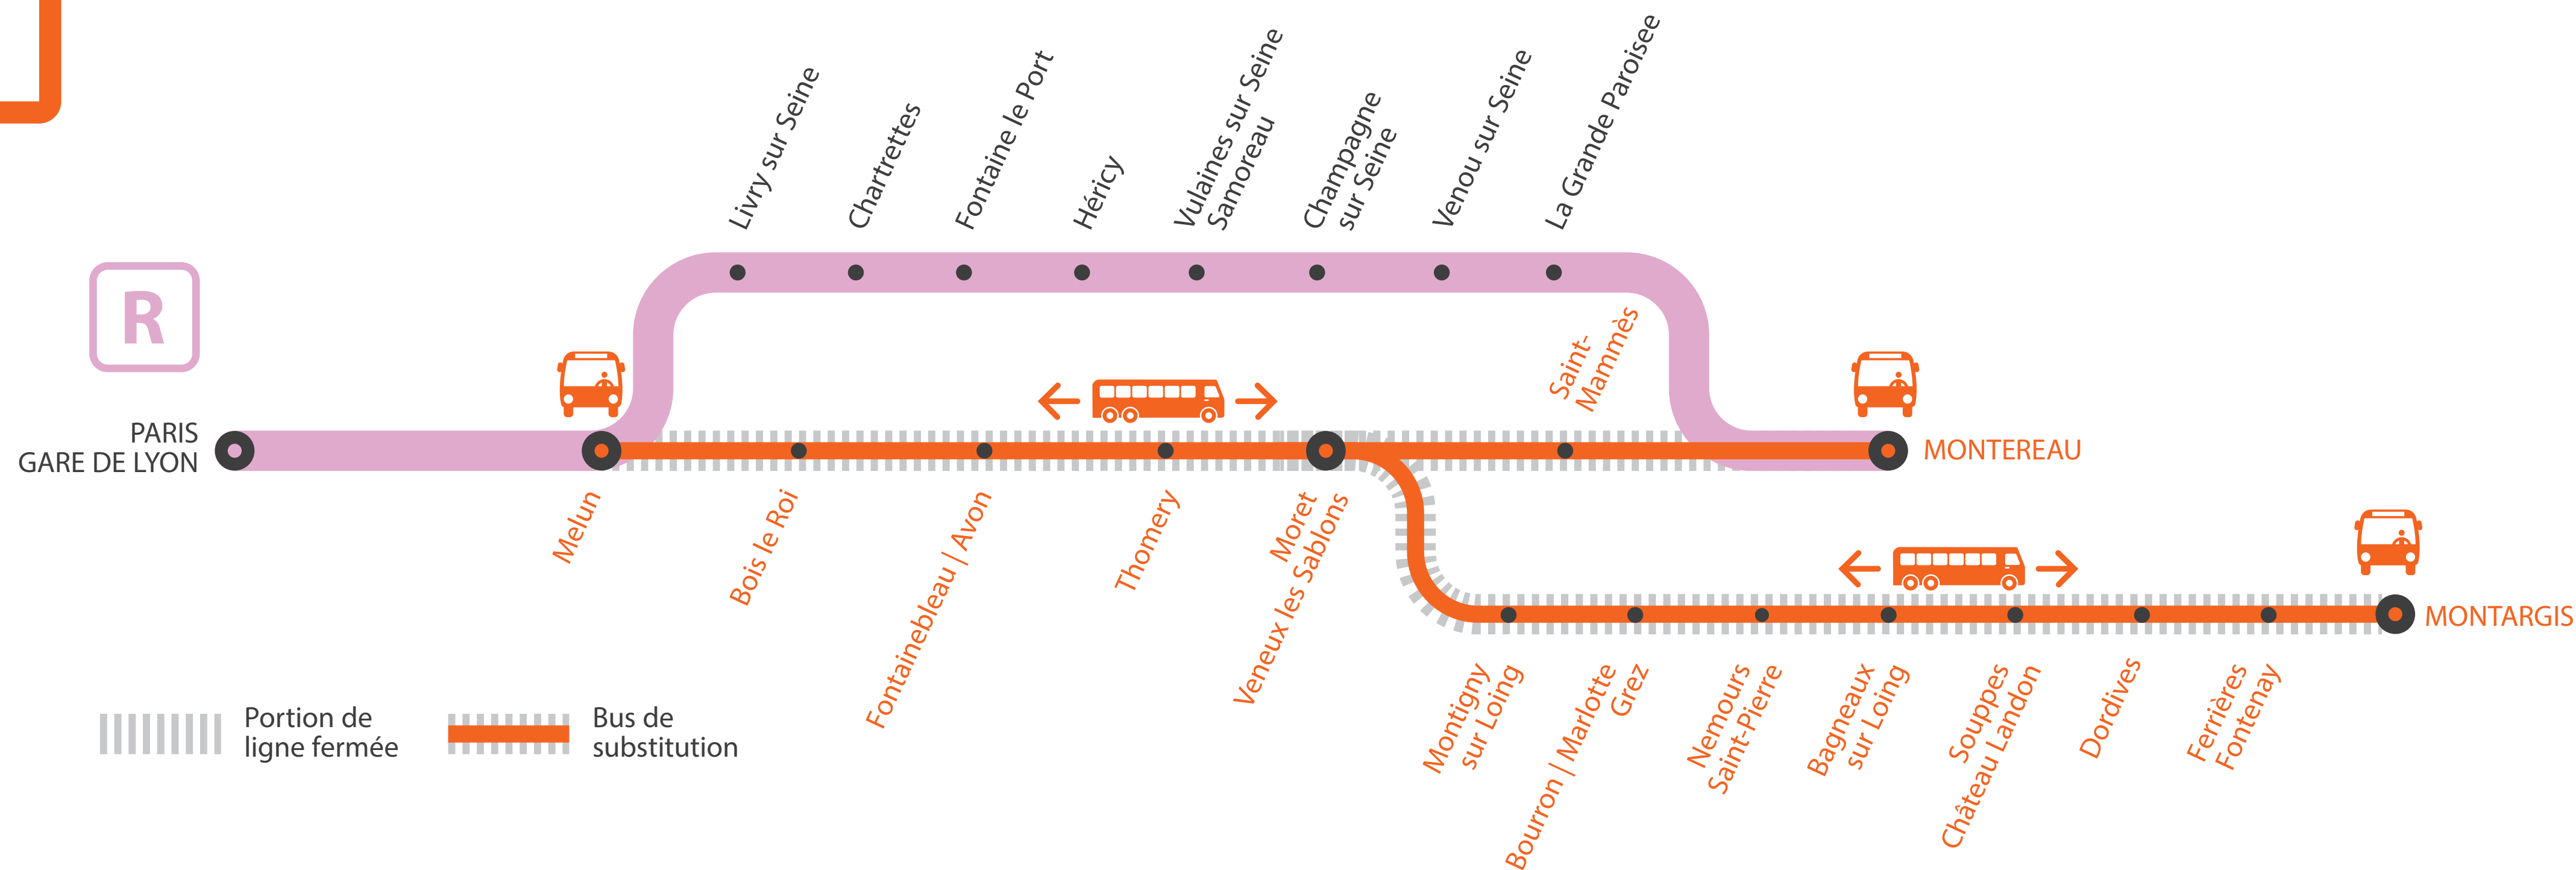 Livry sur Seine
Chartrettes
Fontaine le Port
Héricy
Vulaines sur Seine
Samoreau
Champagne
sur Seine
Venou sur Seine
La Grande Paroisee
R
Saint-
Mammès
PARIS
GARE DE LYON
MONTEREAU
Melun
Bois le Roi
Fontainebleau | Avon
Thomery
Moret
Veneux les Sablons
MONTARGIS
Montigny
sur Loing
Bourron | Marlotte
Grez
Nemours
Saint-Pierre
Bagneaux
sur Loing
Souppes
Château Landon
Dordives
Ferrières
Fontenay
Portion de
ligne fermée
Bus de
substitution